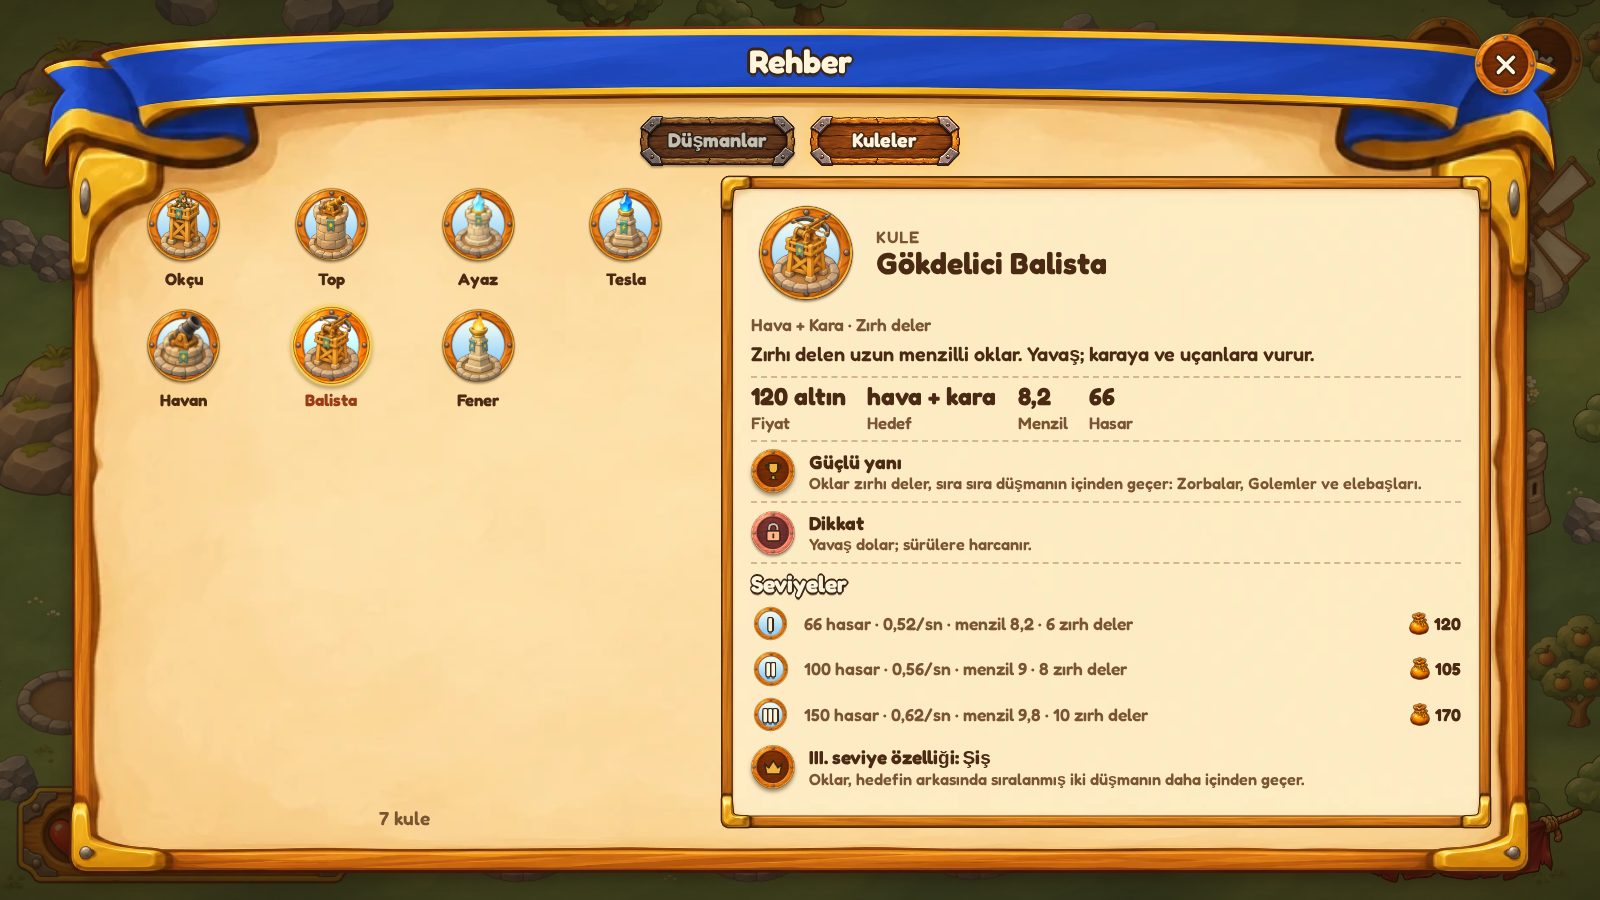 Rehber
Düşmanlar
Kuleler
Okçu
Top
Ayaz
Tesla
Havan
Balista
Fener
7 kule
KULE
Gökdelici Balista
Hava + Kara · Zırh deler
Zırhı delen uzun menzilli oklar. Yavaş; karaya ve uçanlara vurur.
120 altın
Fiyat
hava + kara
Hedef
8,2
Menzil
66
Hasar
Güçlü yanı
Oklar zırhı deler, sıra sıra düşmanın içinden geçer: Zorbalar, Golemler ve elebaşları.
Dikkat
Yavaş dolar; sürülere harcanır.
Seviyeler
66 hasar · 0,52/sn · menzil 8,2 · 6 zırh deler
120
100 hasar · 0,56/sn · menzil 9 · 8 zırh deler
105
150 hasar · 0,62/sn · menzil 9,8 · 10 zırh deler
170
III. seviye özelliği: Şiş
Oklar, hedefin arkasında sıralanmış iki düşmanın daha içinden geçer.